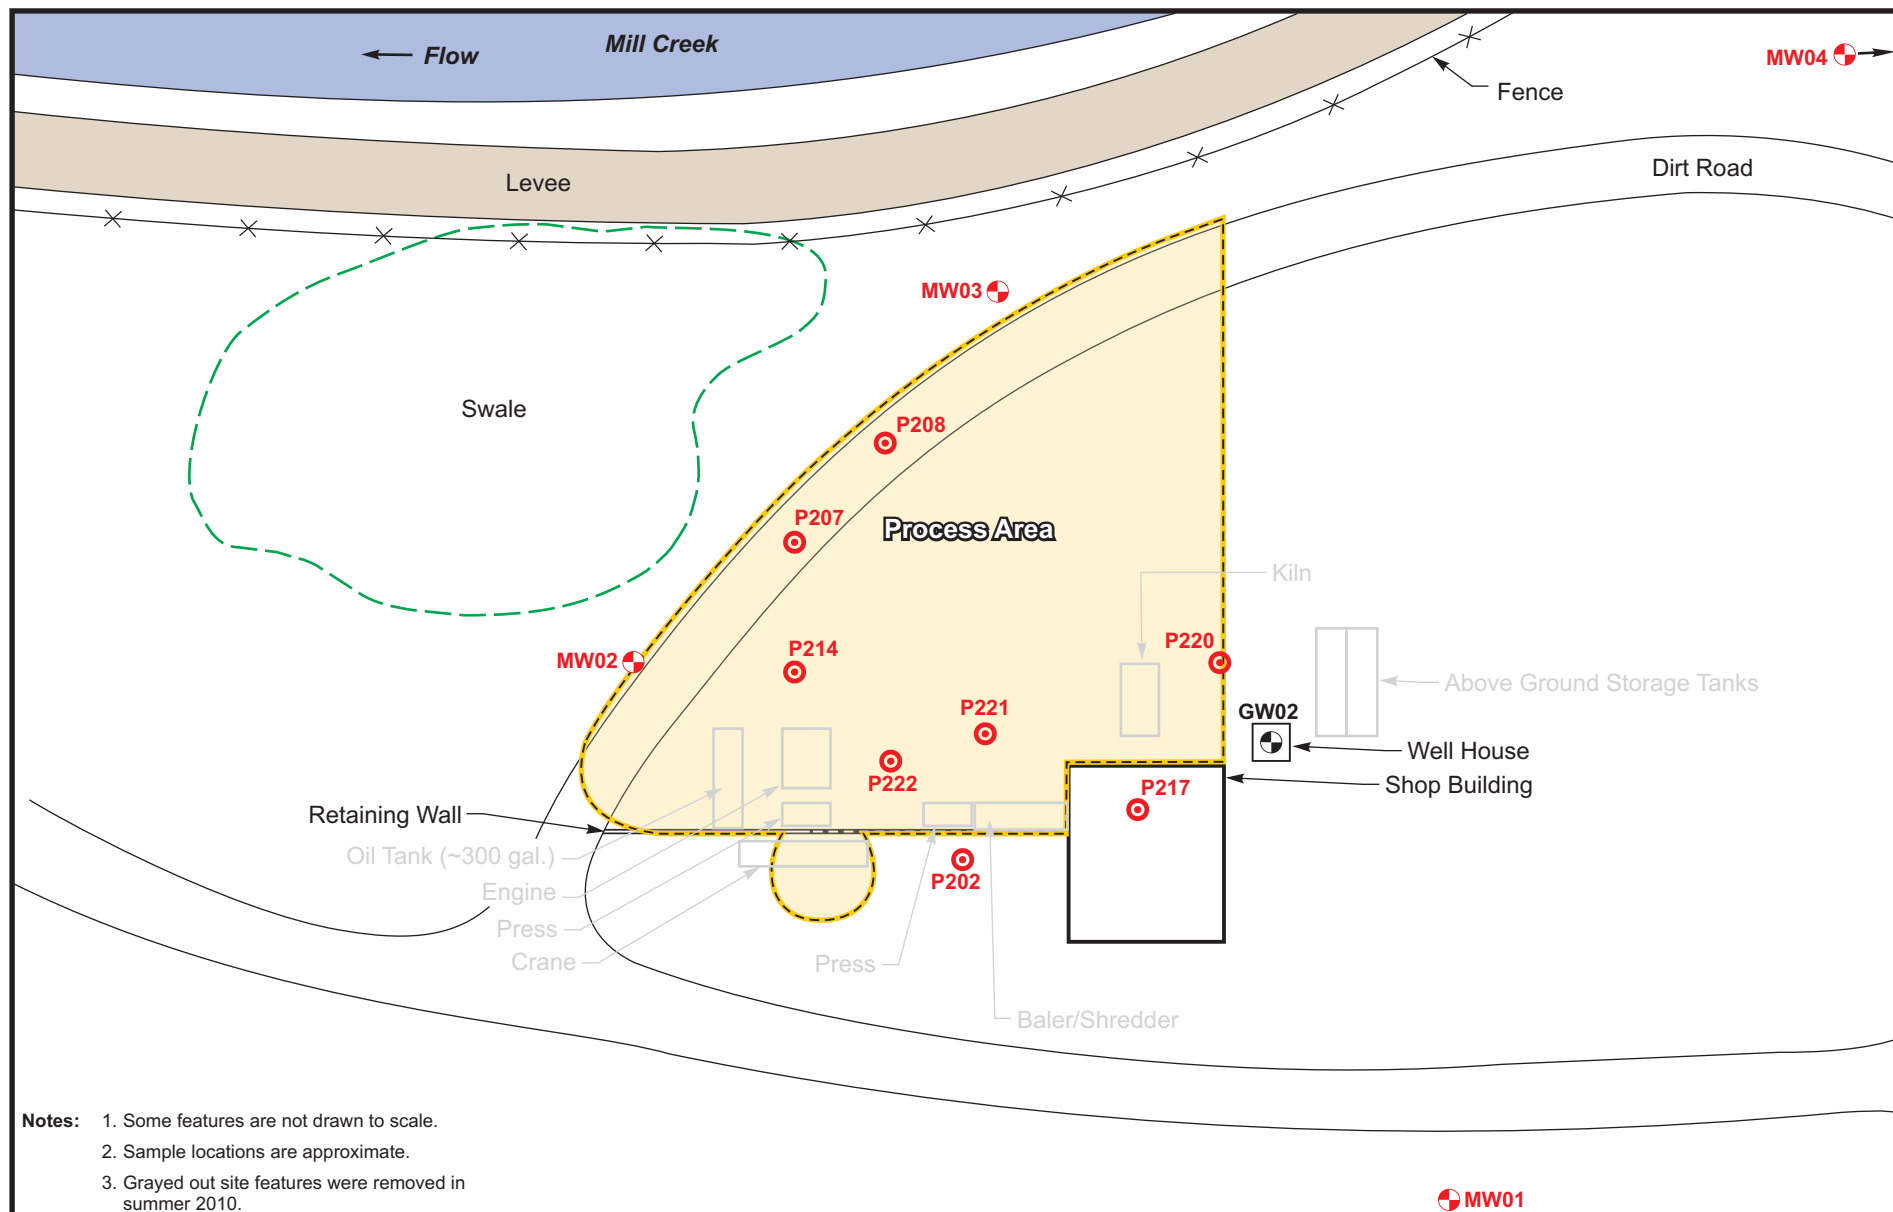 Mill Creek
Flow
MW04
Fence
Dirt Road
Levee
MW03
Swale
P208
P207
Process Area
Kiln
P220
MW02
P214
Above Ground Storage Tanks
P221
GW02
Well House
P222
Shop Building
P217
Retaining Wall
Oil Tank (~300 gal.)
P202
Engine
Press
Crane
Press
Baler/Shredder
Notes: 1. Some features are not drawn to scale.
2. Sample locations are approximate.
3. Grayed out site features were removed in
summer 2010.
MW01